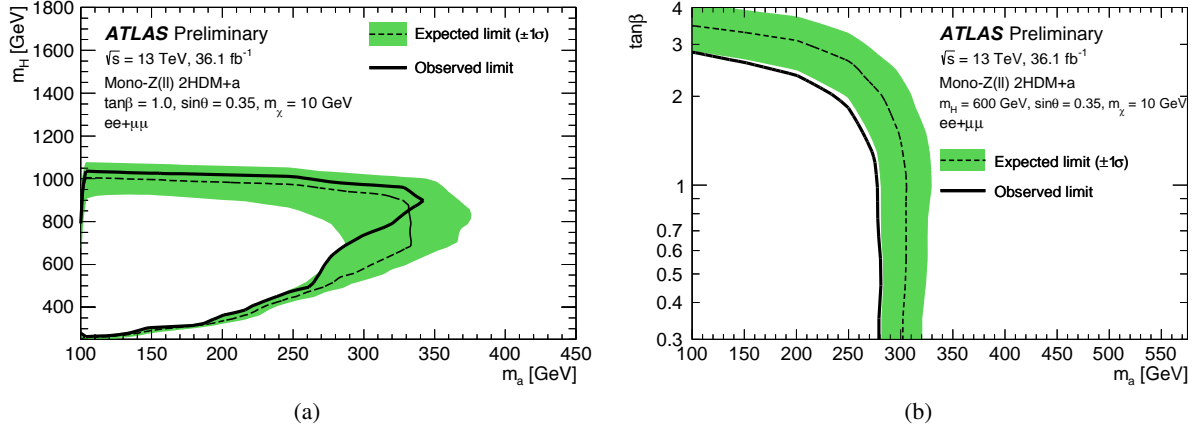 ATLAS Preliminary
√s = 13 TeV, 36.1 fb⁻¹
Mono-Z(ll) 2HDM+a
tanβ = 1.0, sinθ = 0.35, mχ = 10 GeV
ee+μμ
Expected limit (±1σ)
Observed limit
m_H [GeV]
1800
1600
1400
1200
1000
800
600
400
100 150 200 250 300 350 400 450
m_a [GeV]
(a)
ATLAS Preliminary
√s = 13 TeV, 36.1 fb⁻¹
Mono-Z(ll) 2HDM+a
m_H = 600 GeV, sinθ = 0.35, mχ = 10 GeV
ee+μμ
Expected limit (±1σ)
Observed limit
tanβ
4
3
2
1
0.7
0.6
0.5
0.4
0.3
100 150 200 250 300 350 400 450 500 550
m_a [GeV]
(b)